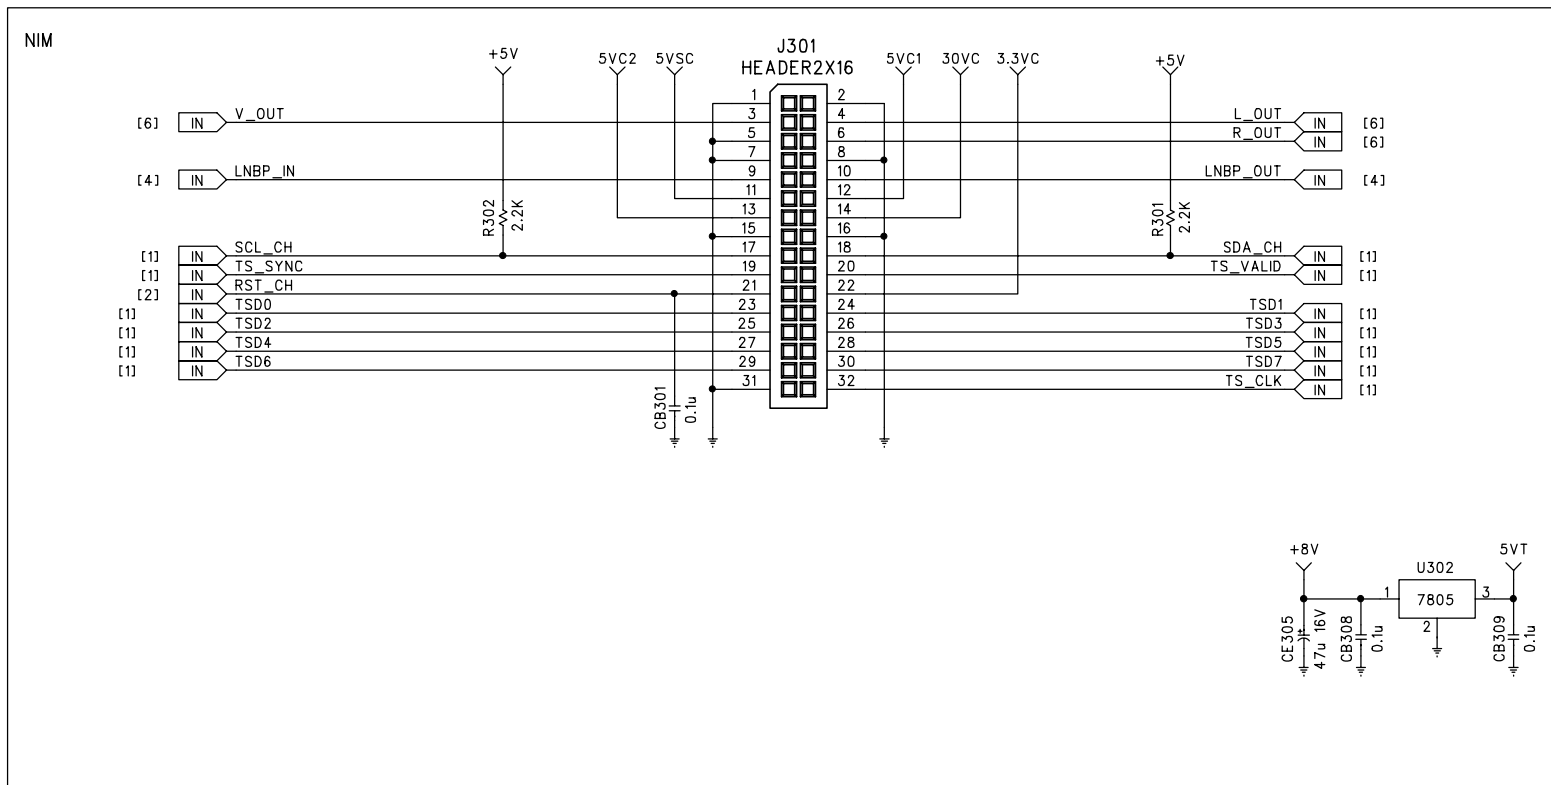 NIM
+5V
5VC2
5VSC
J301
HEADER2X16
5VC1
30VC
3.3VC
+5V
1 2
[6] IN V_OUT 3 4 L_OUT IN [6]
5 6 R_OUT IN [6]
7 8
[4] IN LNBP_IN 9 10 LNBP_OUT IN [4]
11 12
R302 2.2K 13 14 R301 2.2K
15 16
[1] IN SCL_CH 17 18 SDA_CH IN [1]
[1] IN TS_SYNC 19 20 TS_VALID IN [1]
[2] IN RST_CH 21 22
[1] IN TSD0 23 24 TSD1 IN [1]
[1] IN TSD2 25 26 TSD3 IN [1]
[1] IN TSD4 27 28 TSD5 IN [1]
[1] IN TSD6 29 30 TSD7 IN [1]
31 32 TS_CLK IN [1]
CB301 0.1u
+8V 5VT
U302
1 7805 3
2
CE305 47u 16V
CB308 0.1u
CB309 0.1u